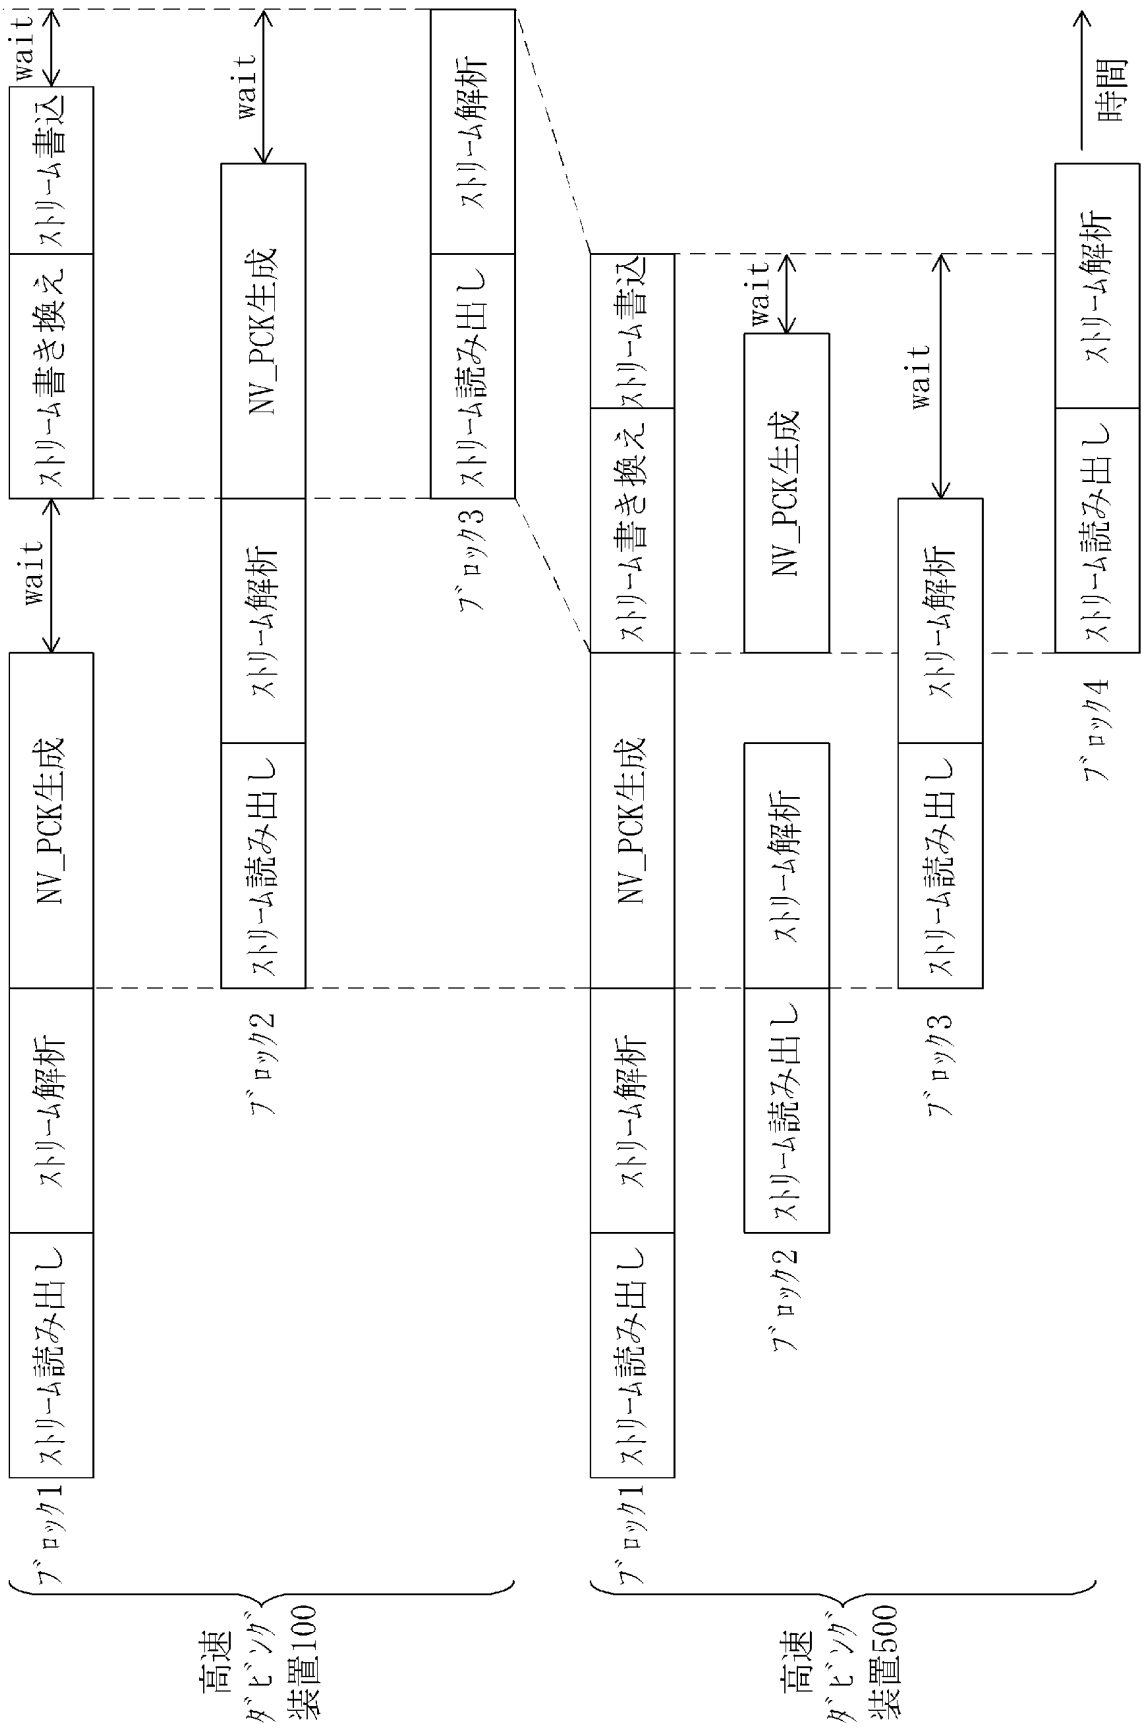 高速
ダビング
装置100
ブロック1
ストリーム読み出し
ストリーム解析
NV_PCK生成
wait
ストリーム書き換え
ストリーム書込
wait
ブロック2
ストリーム読み出し
ストリーム解析
NV_PCK生成
wait
ブロック3
ストリーム読み出し
ストリーム解析
高速
ダビング
装置500
ブロック1
ストリーム読み出し
ストリーム解析
NV_PCK生成
ストリーム書き換え
ストリーム書込
ブロック2
ストリーム読み出し
ストリーム解析
NV_PCK生成
wait
ブロック3
ストリーム読み出し
ストリーム解析
wait
ブロック4
ストリーム読み出し
ストリーム解析
時間